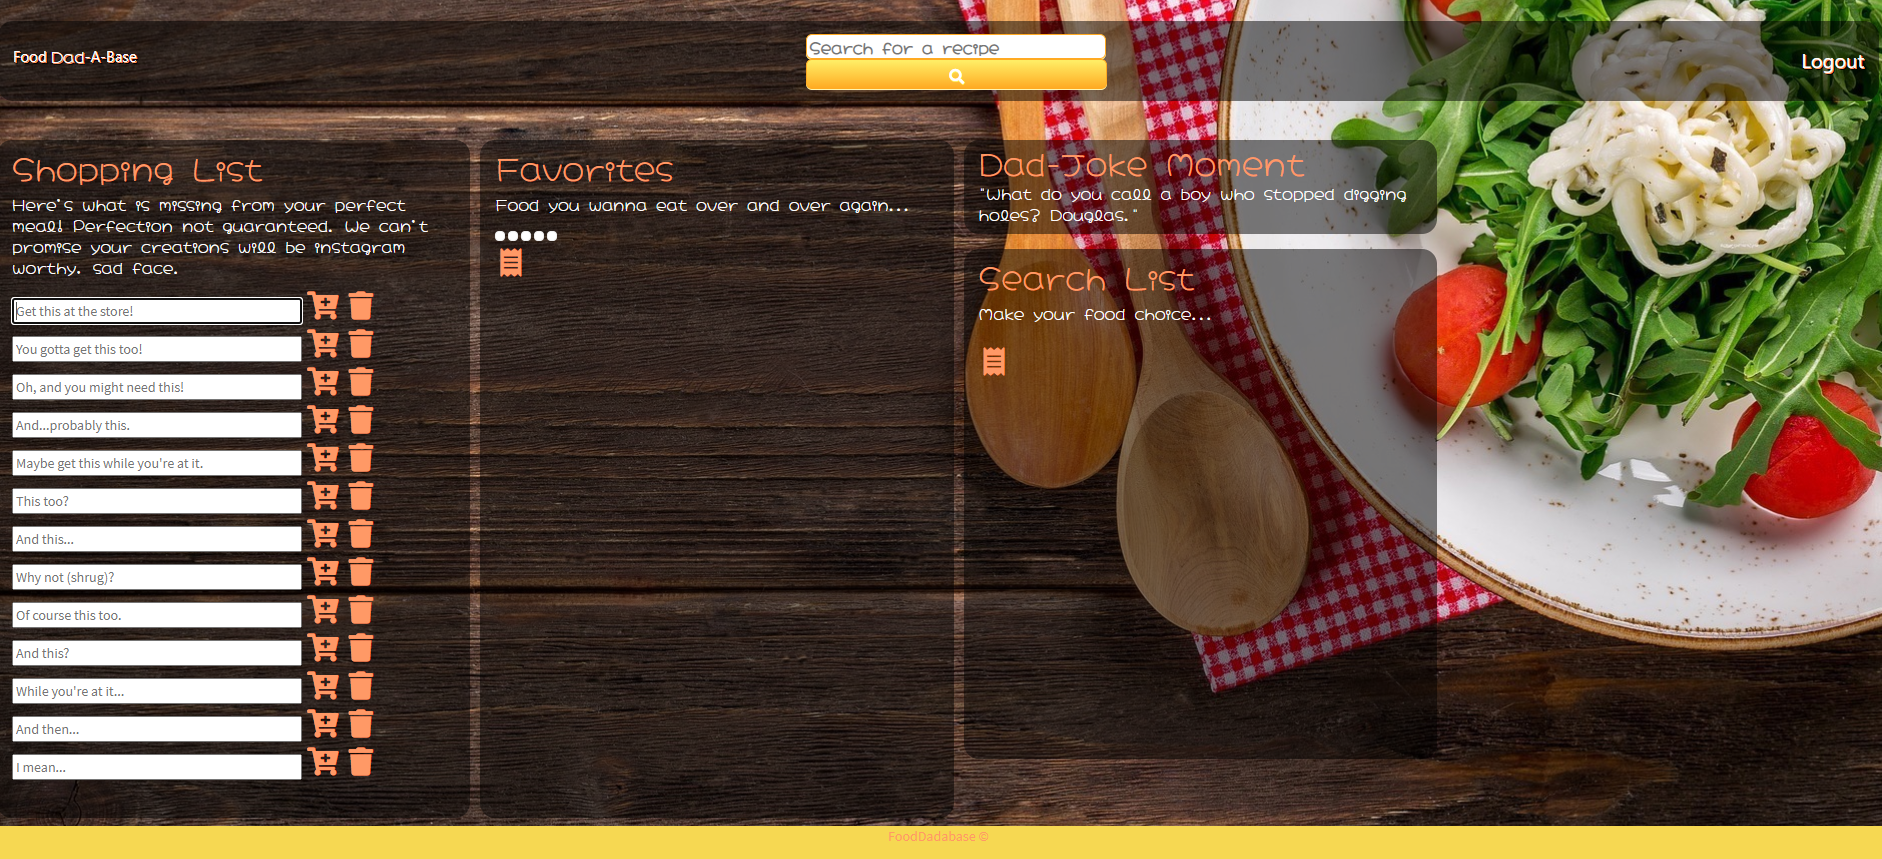 Food Dad-A-Base
Search for a recipe
Logout
Shopping List
Here's what is missing from your perfect
meal! Perfection not guaranteed. We can't
promise your creations will be instagram
worthy. sad face.
Get this at the store!
You gotta get this too!
Oh, and you might need this!
And...probably this.
Maybe get this while you're at it.
This too?
And this...
Why not (shrug)?
Of course this too.
And this?
While you're at it...
And then...
I mean...
Favorites
Food you wanna eat over and over again...
Dad-Joke Moment
"What do you call a boy who stopped digging
holes? Douglas."
Search List
Make your food choice...
FoodDadabase ©